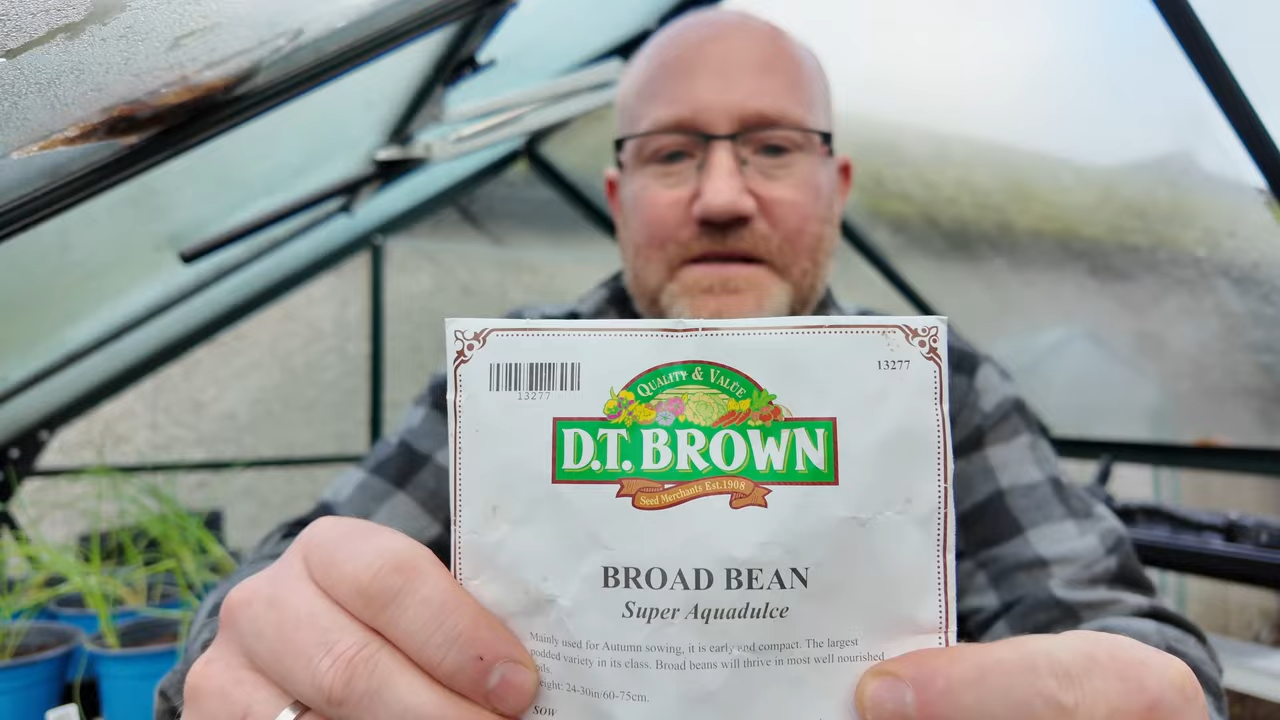 13277
13277
QUALITY & VALUE
D.T. BROWN
Seed Merchants Est.1908
BROAD BEAN
Super Aquadulce
Mainly used for Autumn sowing, it is early and compact. The largest
podded variety in its class. Broad beans will thrive in most well nourished
24-30in/60-75cm.
SOW